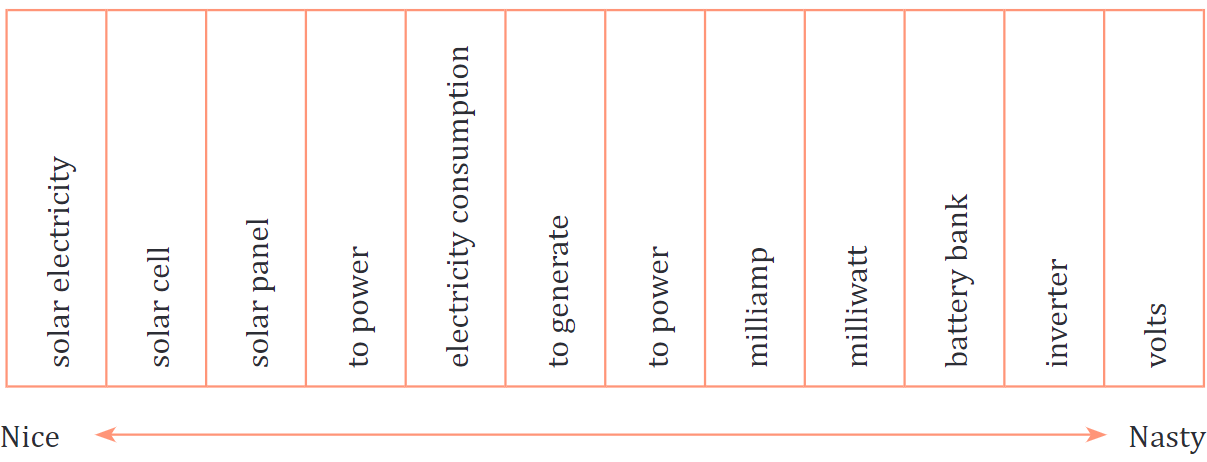 solar electricity
solar cell
solar panel
to power
electricity consumption
to generate
to power
milliamp
milliwatt
battery bank
inverter
volts
Nice
Nasty